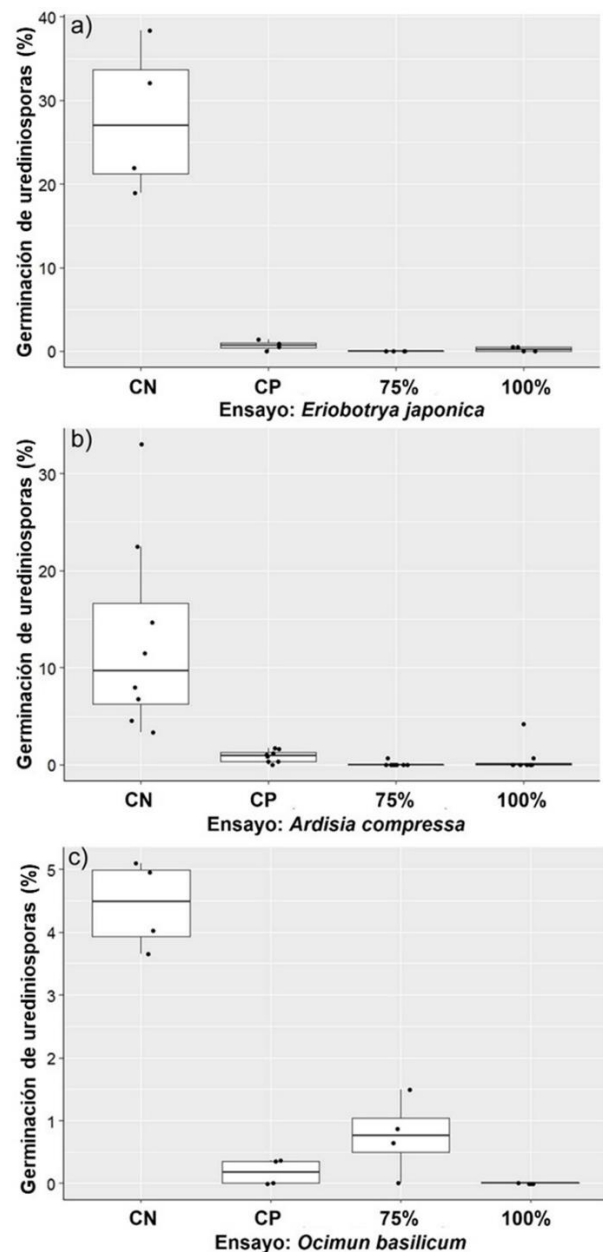 a)
Germinación de urediniosporas (%)
40
30
20
10
0
CN CP 75% 100%
Ensayo: Eriobotrya japonica
b)
Germinación de urediniosporas (%)
30
20
10
0
CN CP 75% 100%
Ensayo: Ardisia compressa
c)
Germinación de urediniosporas (%)
5
4
3
2
1
0
CN CP 75% 100%
Ensayo: Ocimun basilicum